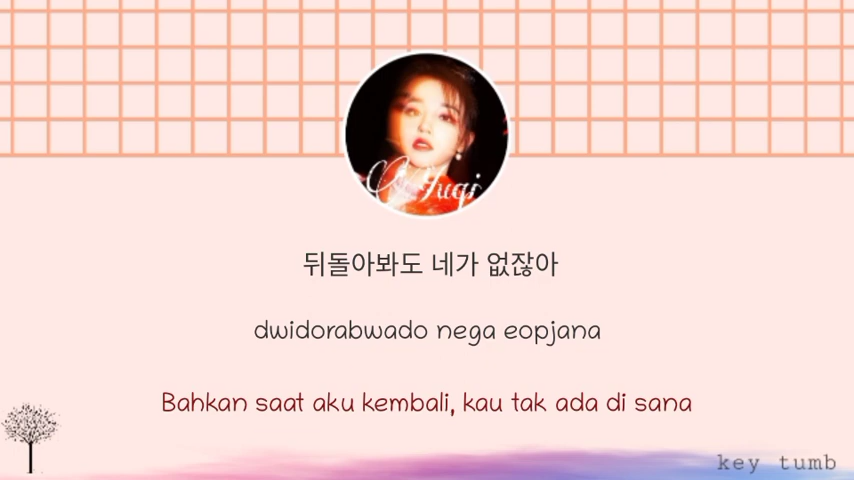 Yuqi
뒤돌아봐도 네가 없잖아
dwidorabwado nega eopjana
Bahkan saat aku kembali, kau tak ada di sana
key tumb